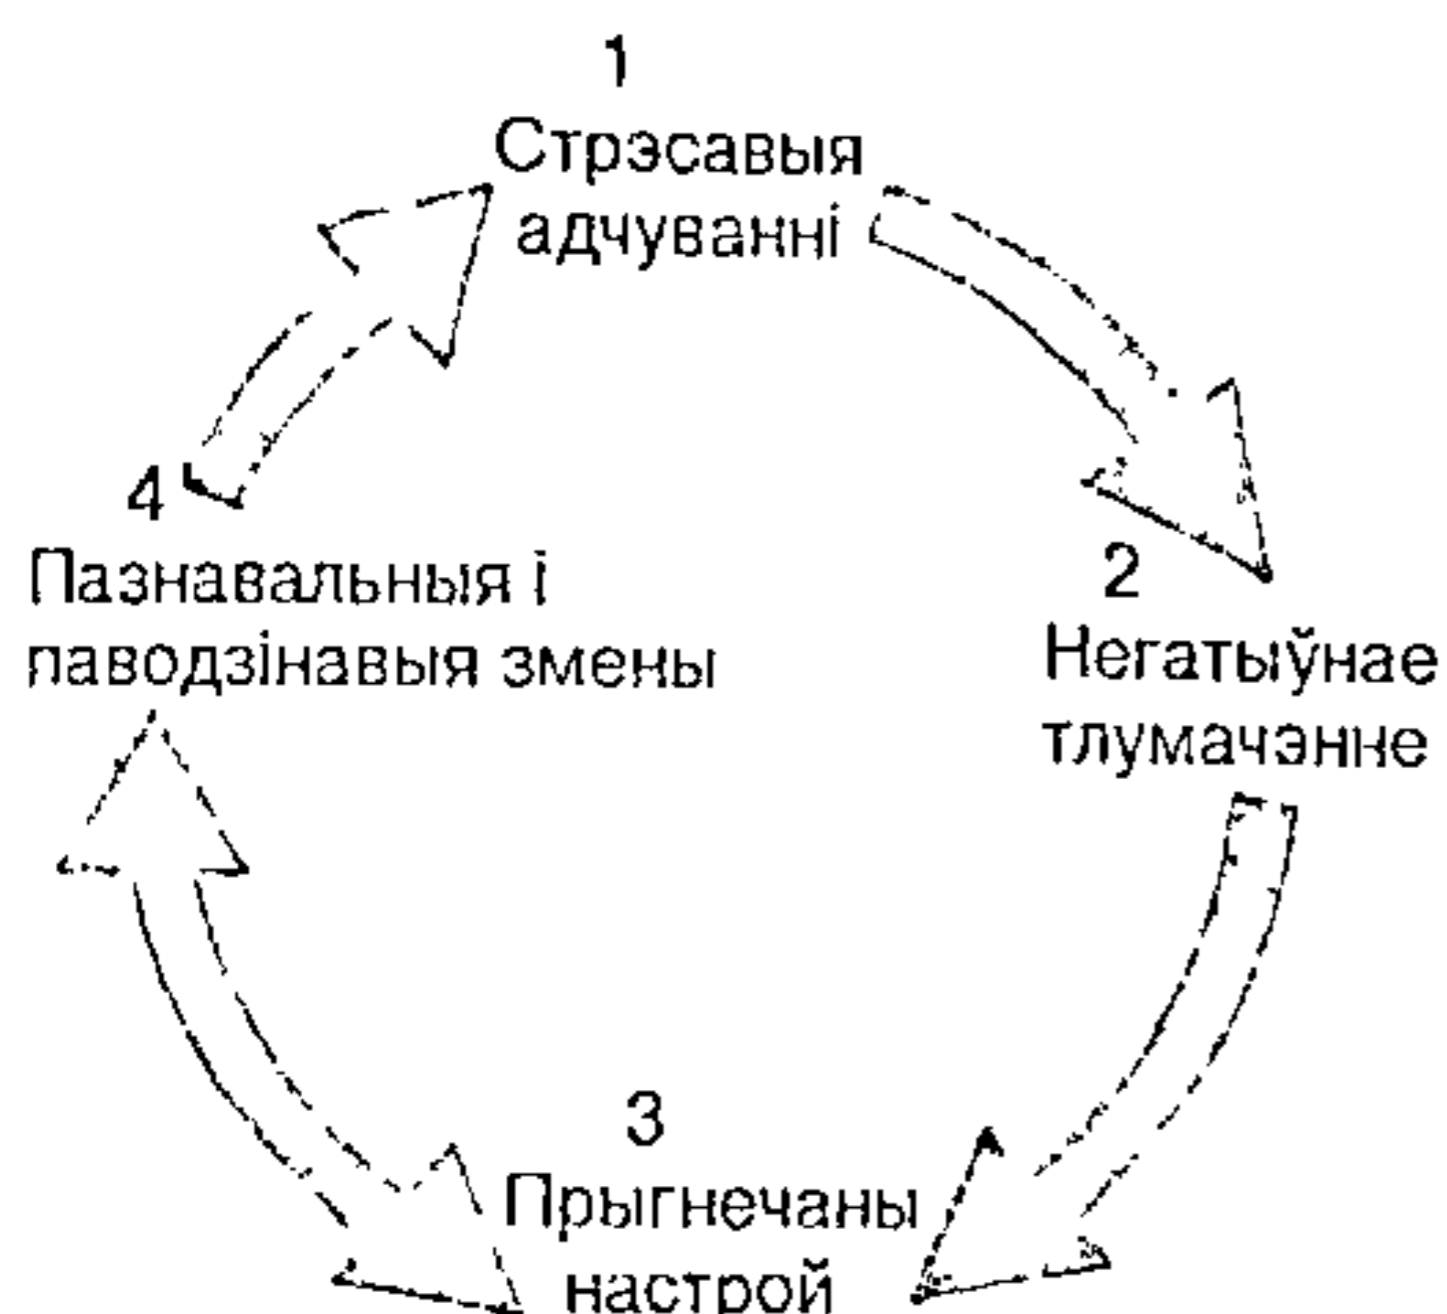 1
Стрэсавыя
адчуванні
2
Негатыўнае
тлумачэнне
3
Прыгнечаны
настрой
4
Пазнавальныя і
паводзінавыя змены